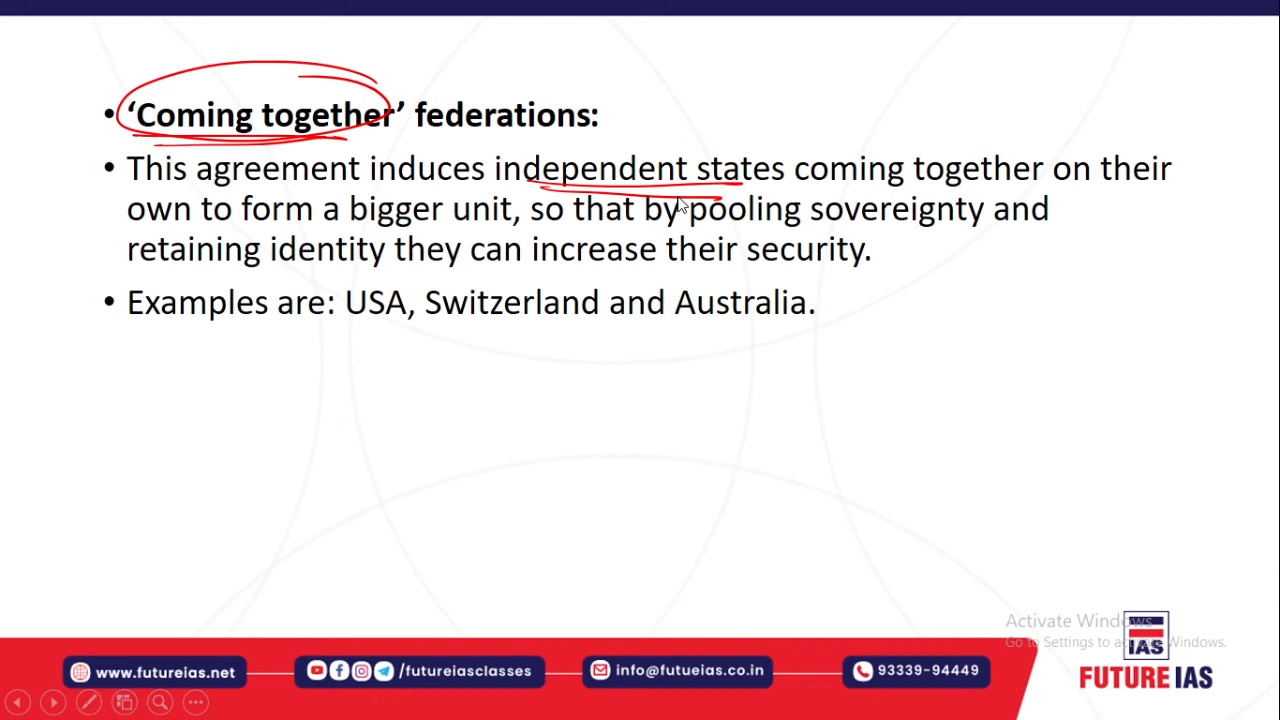 • ‘Coming together’ federations:
• This agreement induces independent states coming together on their
own to form a bigger unit, so that by pooling sovereignty and
retaining identity they can increase their security.
• Examples are: USA, Switzerland and Australia.
Activate Windows
Go to Settings to activate Windows.
IAS
FUTURE IAS
www.futureias.net
/futureiasclasses
info@futueias.co.in
93339-94449